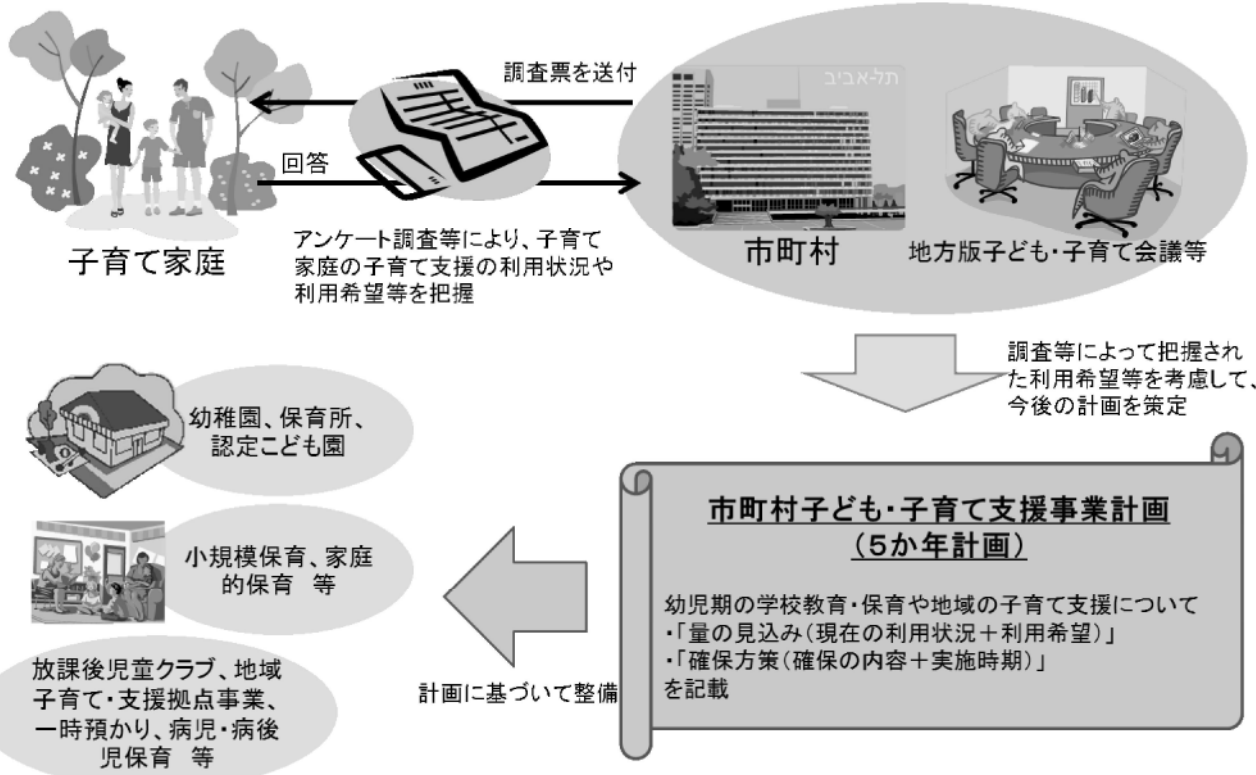 調査票を送付
回答
תל-אביב
子育て家庭
アンケート調査等により、子育て
家庭の子育て支援の利用状況や
利用希望等を把握
市町村
地方版子ども・子育て会議等
調査等によって把握され
た利用希望等を考慮して、
今後の計画を策定
市町村子ども・子育て支援事業計画
(5か年計画)
幼児期の学校教育・保育や地域の子育て支援について
・「量の見込み(現在の利用状況+利用希望)」
・「確保方策(確保の内容+実施時期)」
を記載
計画に基づいて整備
幼稚園、保育所、
認定こども園
小規模保育、家庭
的保育 等
放課後児童クラブ、地域
子育て・支援拠点事業、
一時預かり、病児・病後
児保育 等